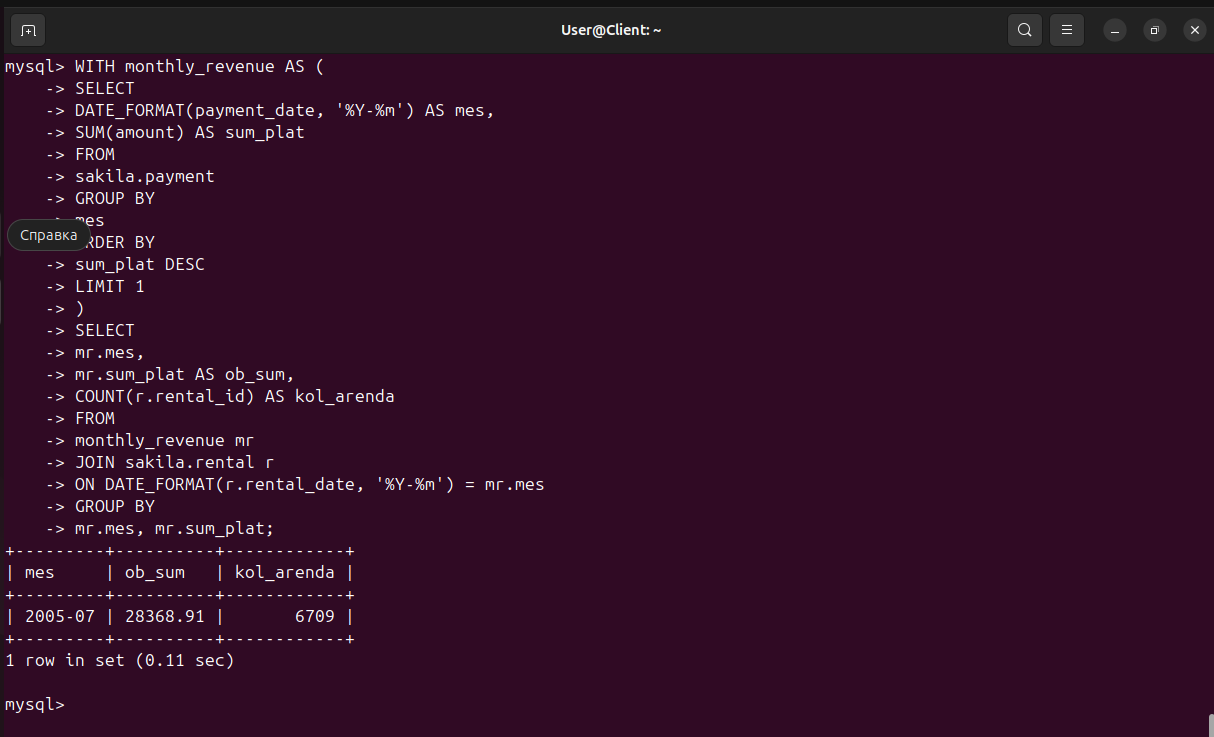 User@Client: ~
mysql> WITH monthly_revenue AS (
    -> SELECT
    -> DATE_FORMAT(payment_date, '%Y-%m') AS mes,
    -> SUM(amount) AS sum_plat
    -> FROM
    -> sakila.payment
    -> GROUP BY
    -> mes
Справка
RDER BY
    -> sum_plat DESC
    -> LIMIT 1
    -> )
    -> SELECT
    -> mr.mes,
    -> mr.sum_plat AS ob_sum,
    -> COUNT(r.rental_id) AS kol_arenda
    -> FROM
    -> monthly_revenue mr
    -> JOIN sakila.rental r
    -> ON DATE_FORMAT(r.rental_date, '%Y-%m') = mr.mes
    -> GROUP BY
    -> mr.mes, mr.sum_plat;
+---------+----------+------------+
| mes     | ob_sum   | kol_arenda |
+---------+----------+------------+
| 2005-07 | 28368.91 |       6709 |
+---------+----------+------------+
1 row in set (0.11 sec)
mysql>